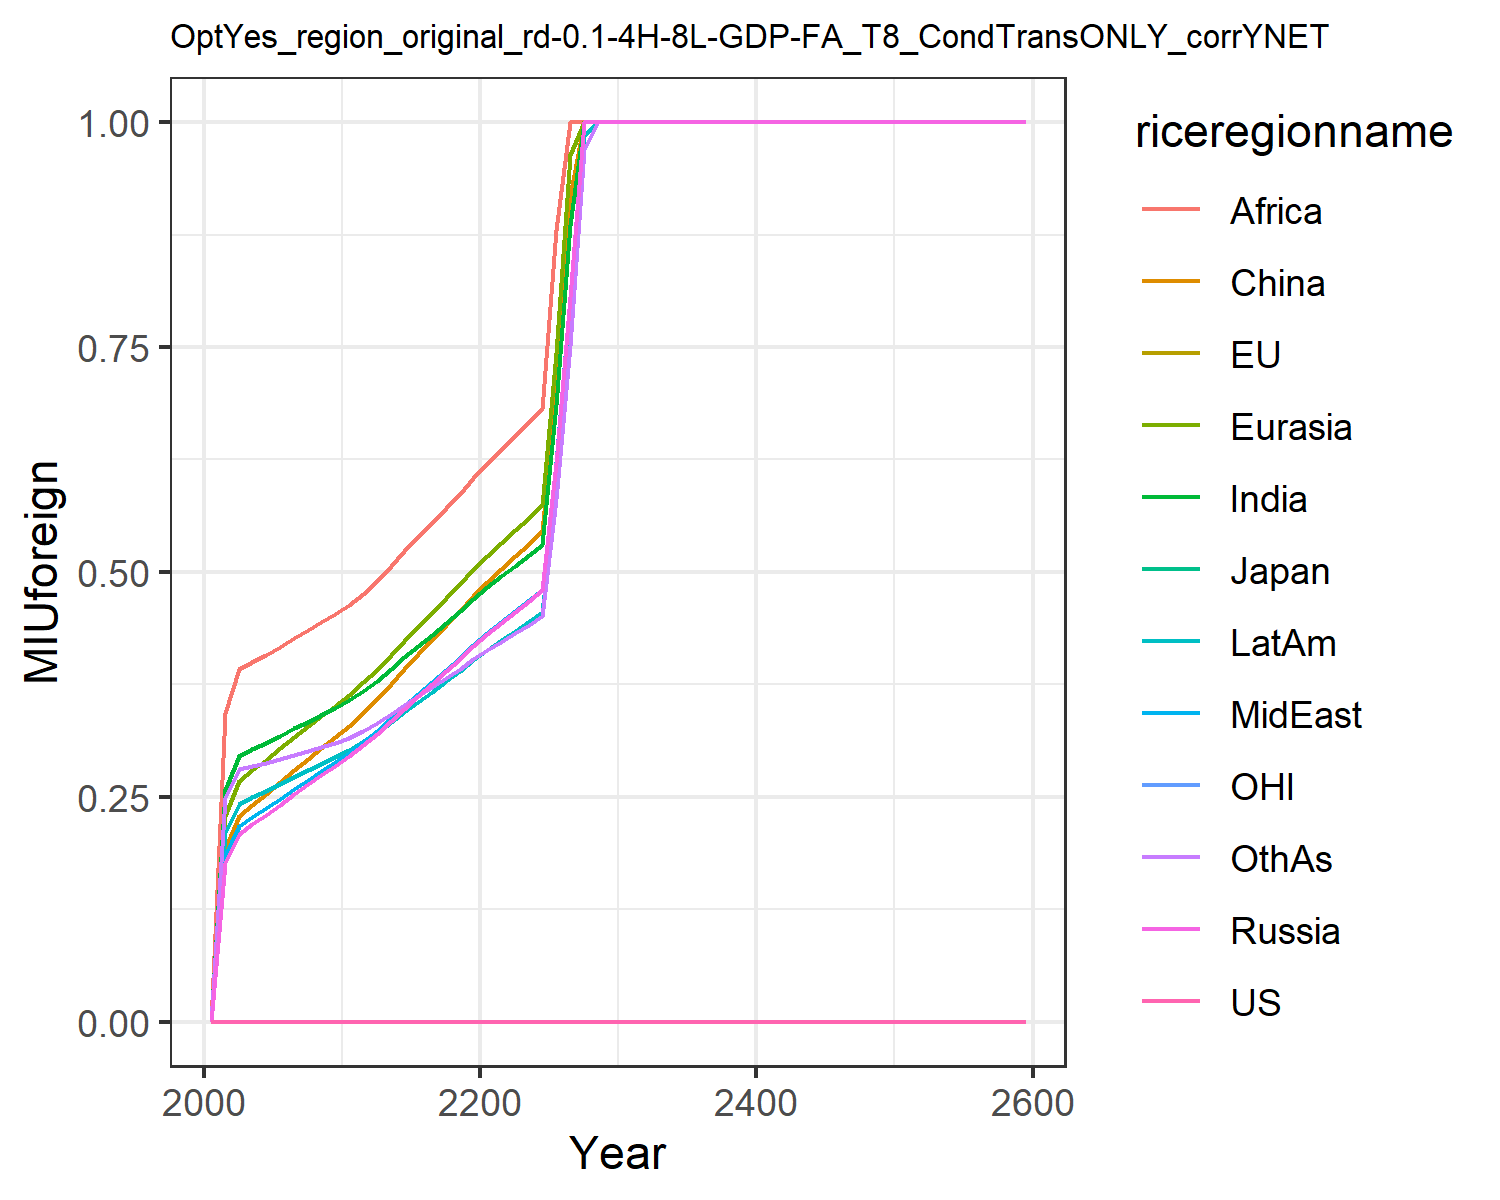 OptYes_region_original_rd-0.1-4H-8L-GDP-FA_T8_CondTransONLY_corrYNET
1.00
0.75
0.50
0.25
0.00
MIUforeign
2000 2200 2400 2600
Year
riceregionname
Africa
China
EU
Eurasia
India
Japan
LatAm
MidEast
OHI
OthAs
Russia
US